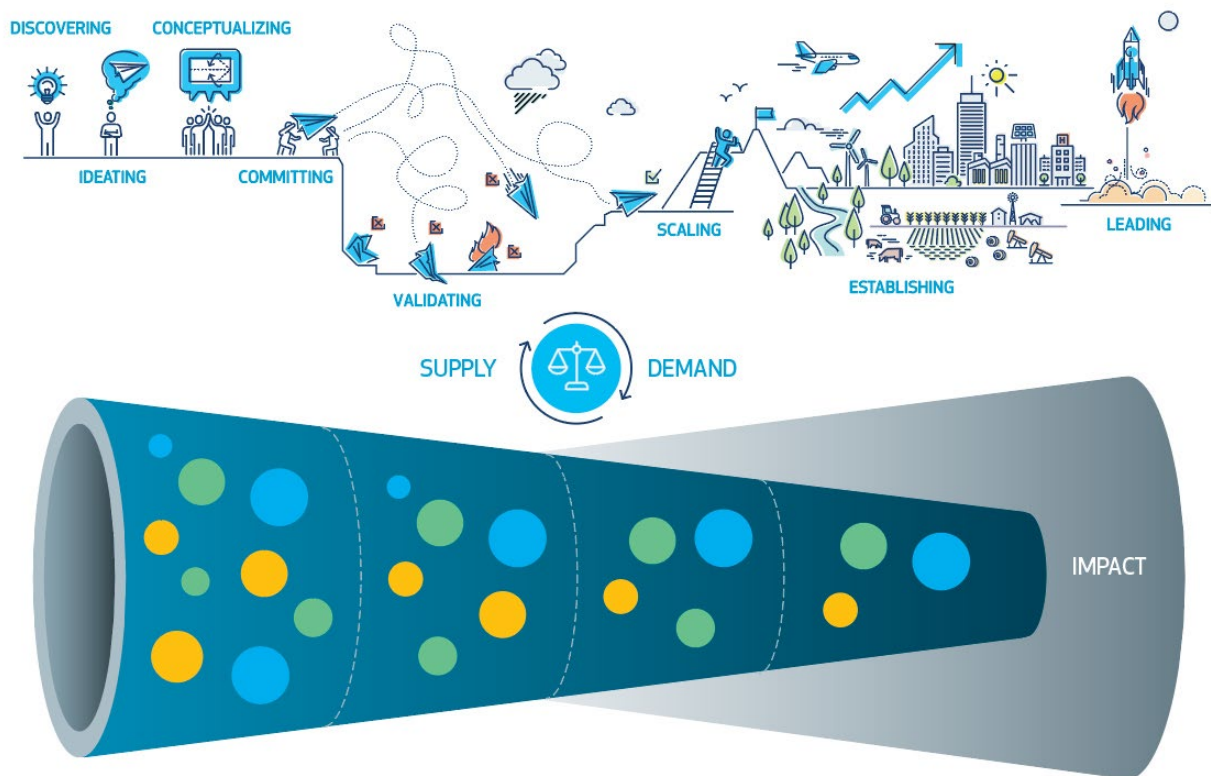 DISCOVERING
CONCEPTUALIZING
IDEATING
COMMITTING
VALIDATING
SCALING
ESTABLISHING
LEADING
SUPPLY
DEMAND
IMPACT
H